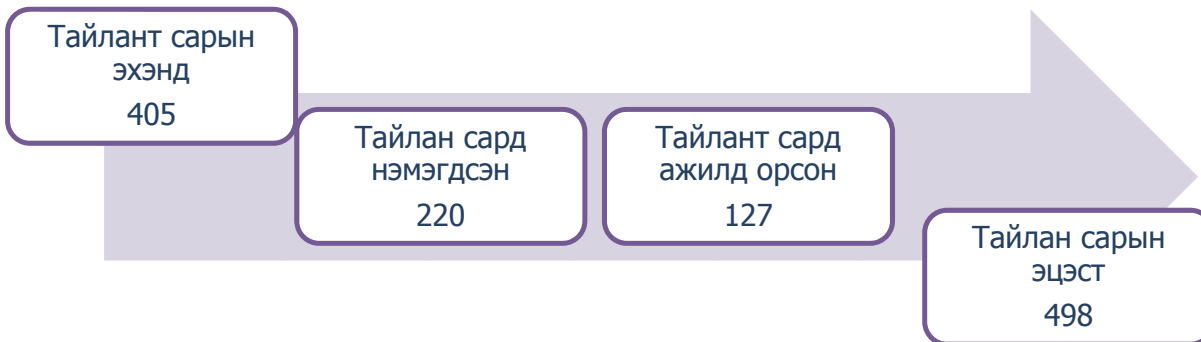 Тайлант сарын
эхэнд
405
Тайлан сард
нэмэгдсэн
220
Тайлант сард
ажилд орсон
127
Тайлан сарын
эцэст
498